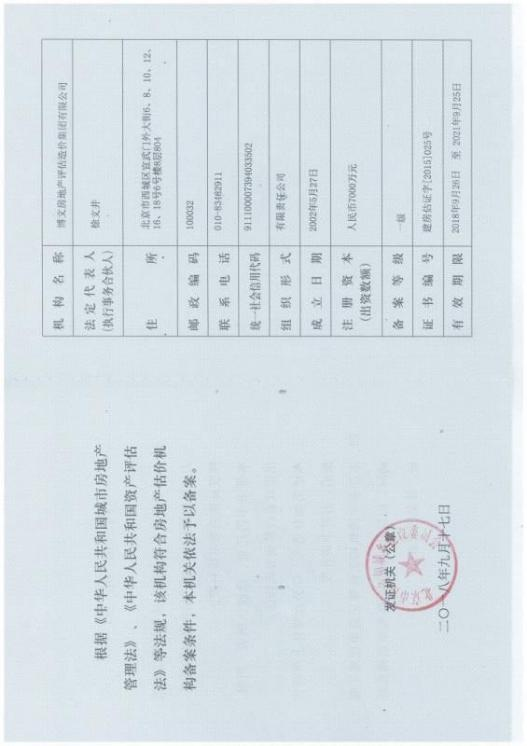 根据《中华人民共和国城市房地产
管理法》、《中华人民共和国资产评估
法》等法规，该机构符合房地产估价机
构备案条件，本机关依法予以备案。
发证机关（公章）
二〇一八年九月十七日
机构名称 博文房地产评估造价集团有限公司
法定代表人 徐文井
(执行事务合伙人)
住所 北京市西城区宣武门外大街6、8、10、12、
16、18号6号楼8层804
邮政编码 100032
联系电话 010-83482911
统一社会信用代码 911100007394033502
组织形式 有限责任公司
成立日期 2002年5月27日
注册资本 人民币7000万元
(出资数额)
备案等级 一级
证书编号 建房估证字[2015]025号
有效期限 2018年9月26日 至 2021年9月25日